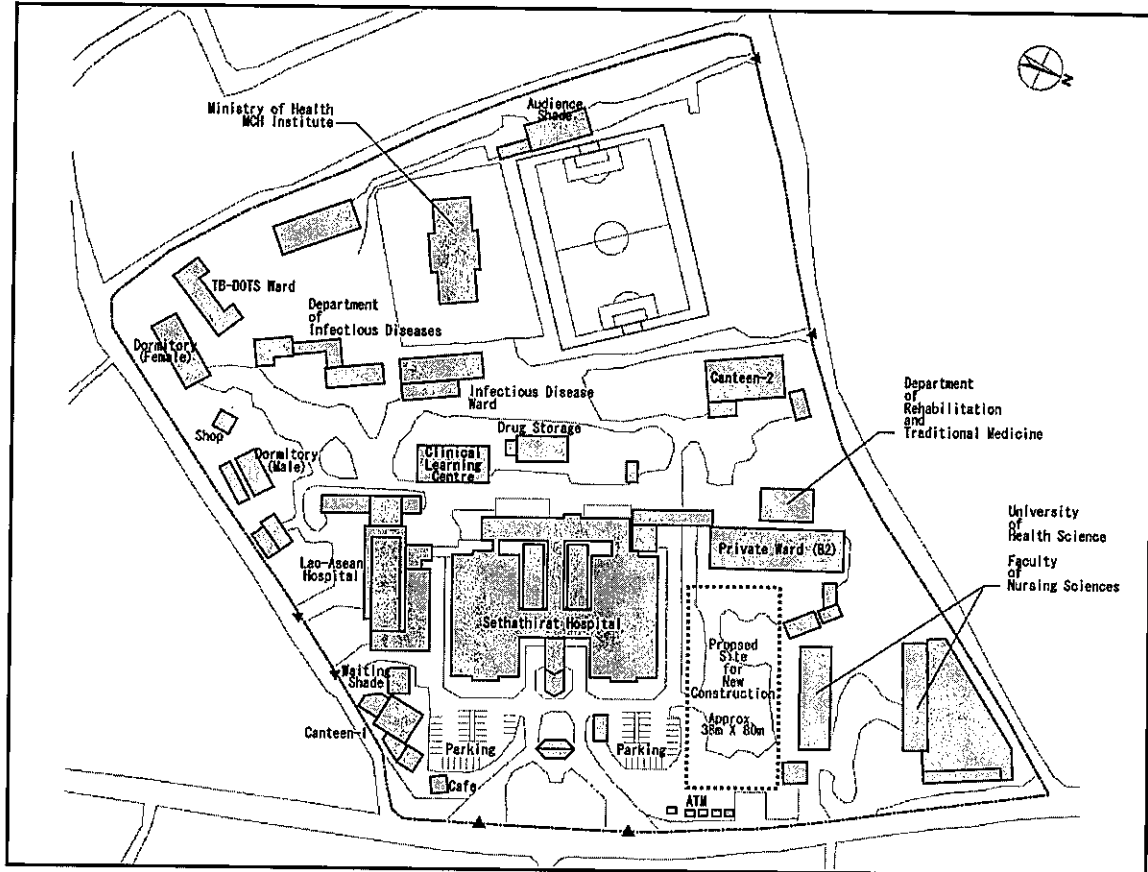 Ministry of Health
MCH Institute
Audience
Shade
N
TB-DOTS Ward
Department
of
Infectious Diseases
Dormitory
(Female)
Infectious Disease
Ward
Canteen-2
Department
of
Rehabilitation
and
Traditional Medicine
Shop
Dormitory
(Male)
Drug Storage
Clinical
Learning
Centre
University
of
Health Science
Faculty
of
Nursing Sciences
Private Ward (B2)
Lao-Asean
Hospital
Sethathirat Hospital
Propsed
Site
for
New
Construction
Approx
38m X 80m
Waiting
Shade
Canteen-1
Parking
Parking
Cafe
ATM